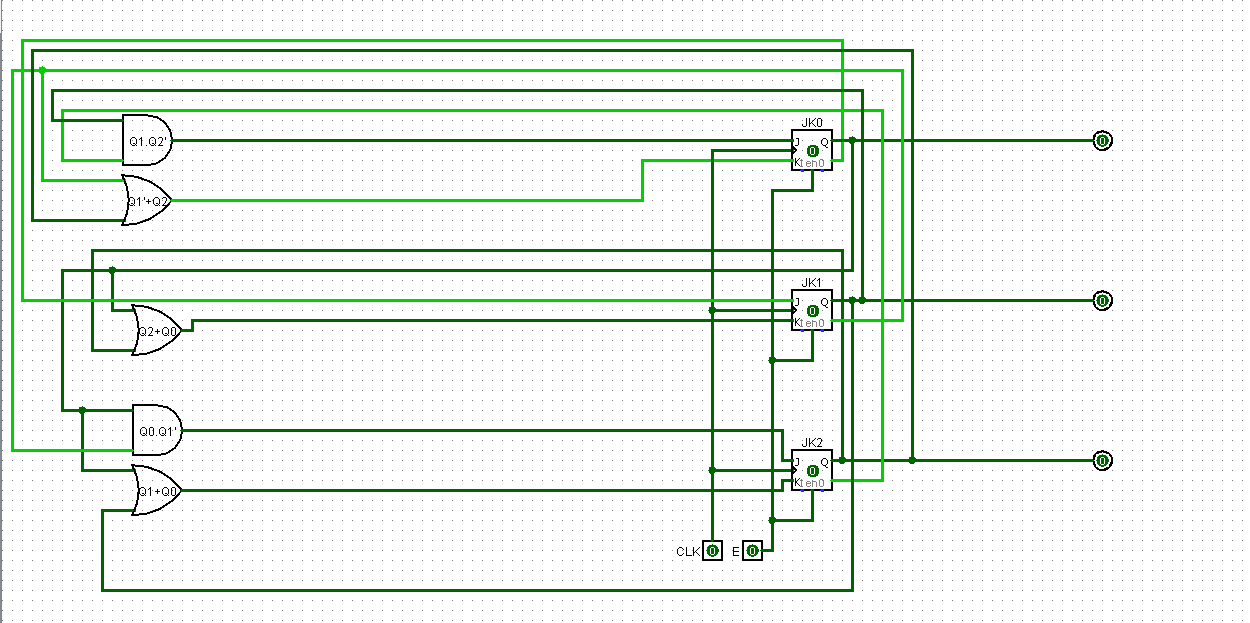 JK0
Q1.Q2'
J Q
0
K en0
0
Q1'+Q2
JK1
J Q
0
K en0
0
Q2+Q0
Q0.Q1'
JK2
J Q
0
K en0
0
Q1+Q0
CLK 0 E 0